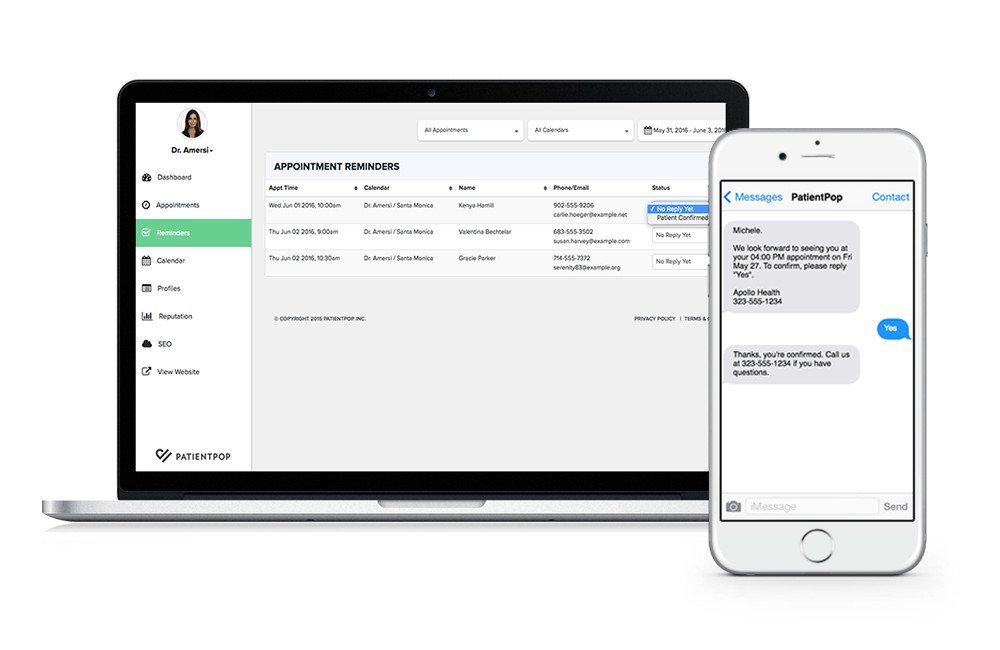 Dr. Amersi
Dashboard
Appointments
Reminders
Calendar
Profiles
Reputation
SEO
View Website
PATIENTPOP
All Appointments
All Calendars
May 31, 2016 - June 3, 2016
APPOINTMENT REMINDERS
Appt Time Calendar Name Phone/Email Status
Wed Jun 01 2016, 10:00am Dr. Amersi / Santa Monica Kenya Hamill 902-555-9206
carlie.hoeger@example.net
✓ No Reply Yet
Patient Confirmed
Thu Jun 02 2016, 9:00am Dr. Amersi / Santa Monica Valentina Bechtelar 683-555-3502 No Reply Yet
susan.harvey@example.com
Thu Jun 02 2016, 10:30am Dr. Amersi / Santa Monica Gracie Parker 714-555-7372 No Reply Yet
serenity83@example.org
© COPYRIGHT 2015 PATIENTPOP INC.
PRIVACY POLICY | TERMS &
Messages PatientPop Contact
Michele.
We look forward to seeing you at
your 04:00 PM appointment on Fri
May 27. To confirm, please reply
"Yes".
Apollo Health
323-555-1234
Yes
Thanks, you're confirmed. Call us
at 323-555-1234 if you have
questions.
iMessage Send